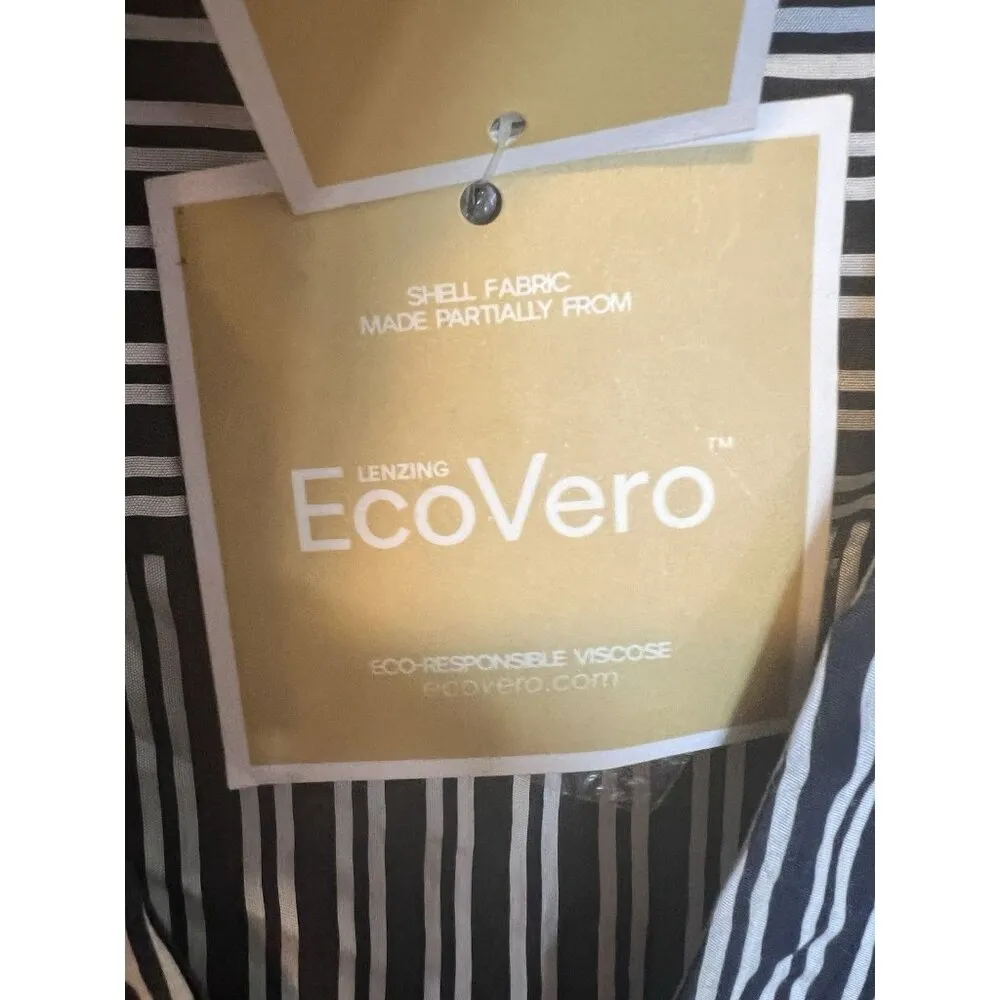 SHELL FABRIC
MADE PARTIALLY FROM
LENZING
EcoVero™
ECO-RESPONSIBLE VISCOSE
ecovero.com